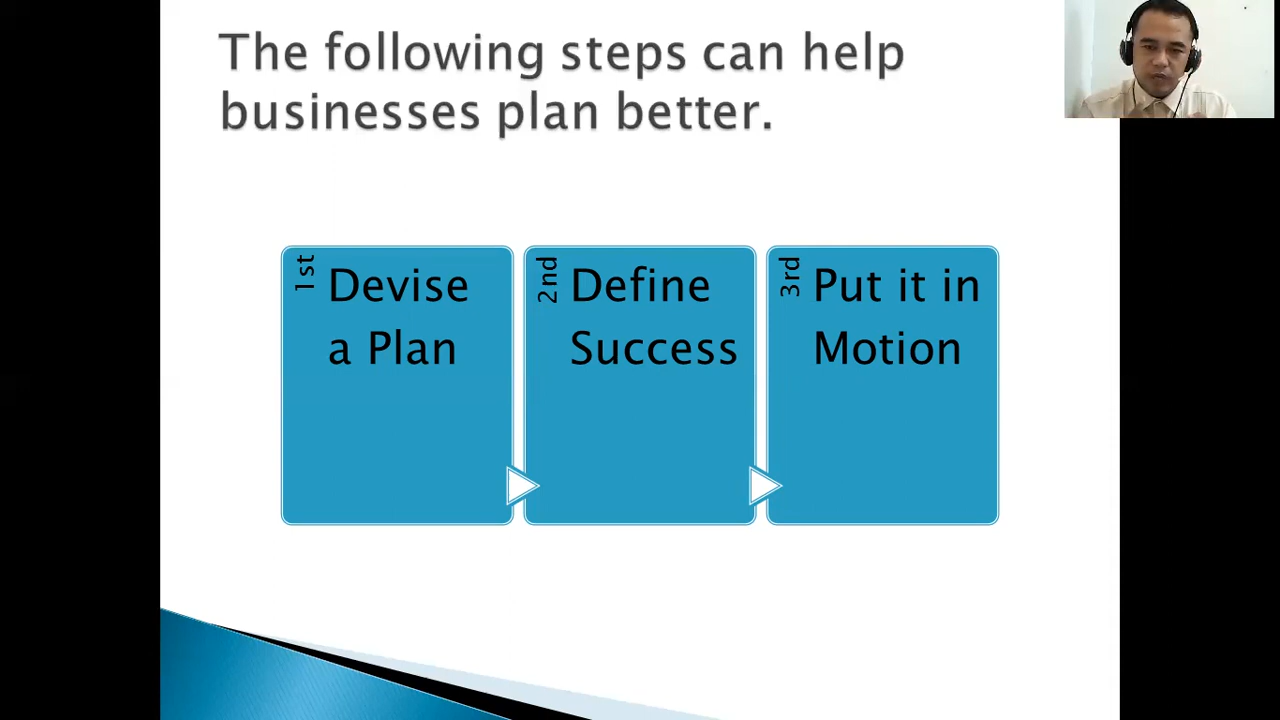 The following steps can help
businesses plan better.
1st
Devise
a Plan
2nd
Define
Success
3rd
Put it in
Motion